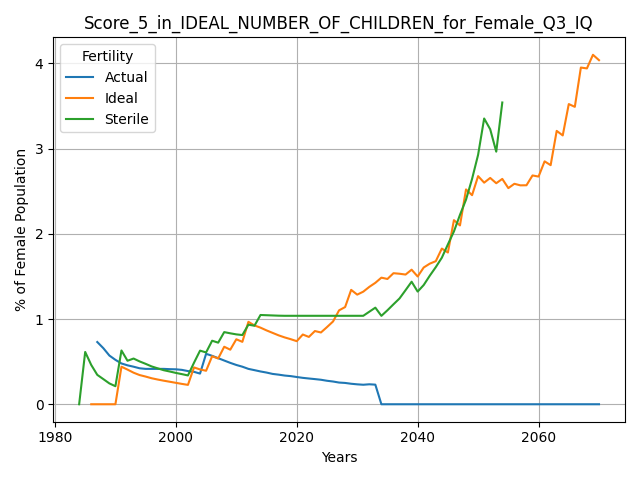 Score_5_in_IDEAL_NUMBER_OF_CHILDREN_for_Female_Q3_IQ
Fertility
Actual
Ideal
Sterile
% of Female Population
4
3
2
1
0
1980
2000
2020
2040
2060
Years